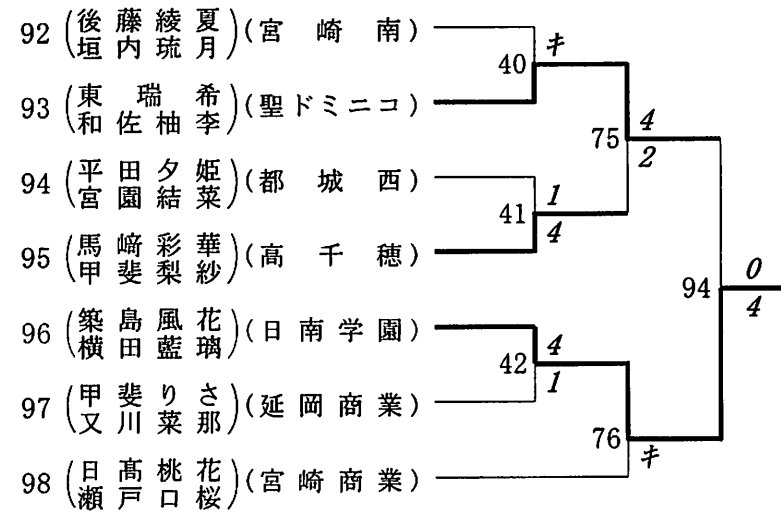 92 (後藤綾夏 垣内琉月) (宮崎南)
40 キ
93 (東瑞希 和佐柚李) (聖ドミニコ)
75 4 2
94 (平田夕姫 宮園結菜) (都城西)
41 1 4
95 (馬﨑彩華 甲斐梨紗) (高千穂)
94 0 4
96 (築島風花 横田藍璃) (日南学園)
42 4 1
97 (甲斐りさ 又川菜那) (延岡商業)
76 キ
98 (日髙桃花 瀬戸口桜) (宮崎商業)